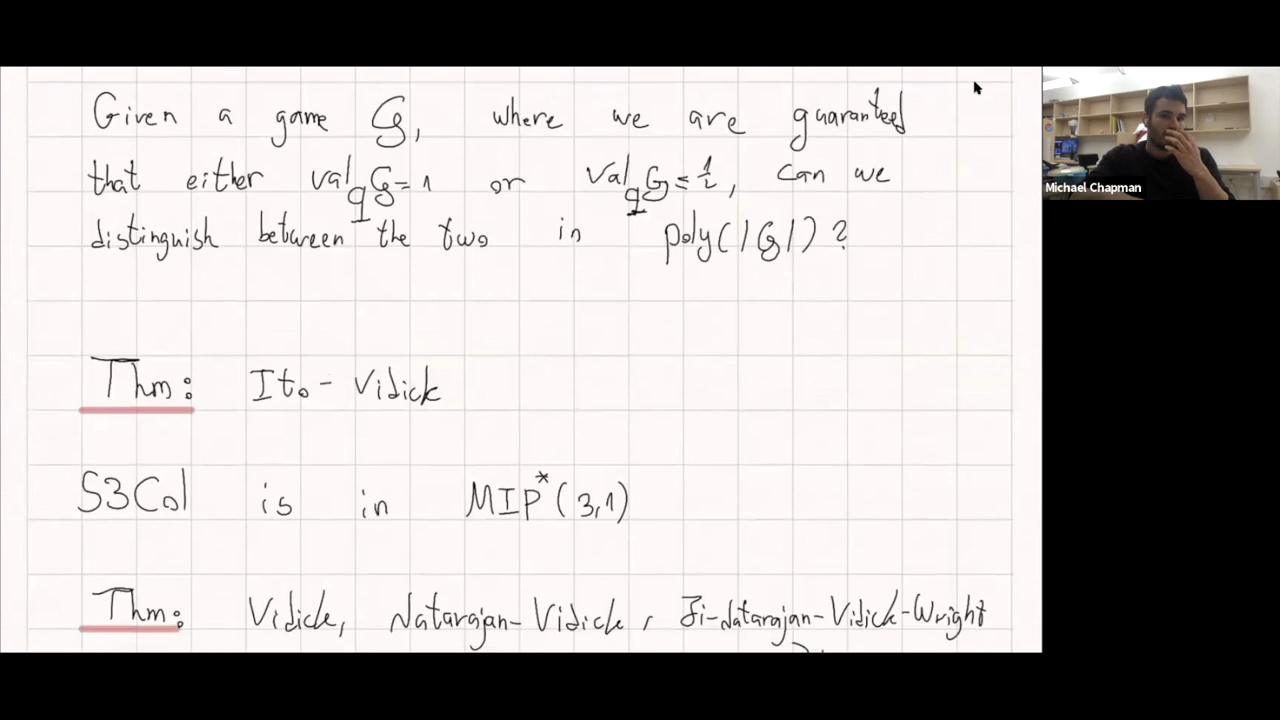 Given a game G, where we are guaranteed
that either val_q G = 1 or val_q G ≤ 1/2, can we
distinguish between the two in poly(|G|)?
Thm: Ito-Vidick
S3Col is in MIP*(3,1)
Thm: Vidick, Natarajan-Vidick, Ji-Natarajan-Vidick-Wright
Michael Chapman